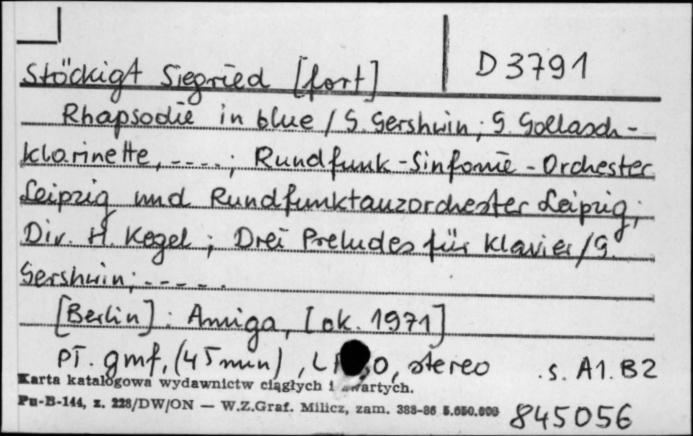 D 3791
Stöckigt Siegried [fort]
Rhapsodie in blue / G. Gershwin ; G. Gollasch -
klarinette, - - - - ; Rundfunk - Sinfonie - Orchester
Leipzig und Rundfunktanzorchester Leipzig ;
Dir. H. Kegel ; Drei Preludes für Klavier / G.
Gershwin ; - - - - .
[Berlin] : Amiga, [ok. 1971]
PŁ. gmf. (45 min) , stereo s. A1. B2
Karta katalogowa wydawnictw ciągłych i zwartych.
Pu-B-144, z. 228/DW/ON — W.Z.Graf. Milicz, zam. 388-86 5.650.000
845056